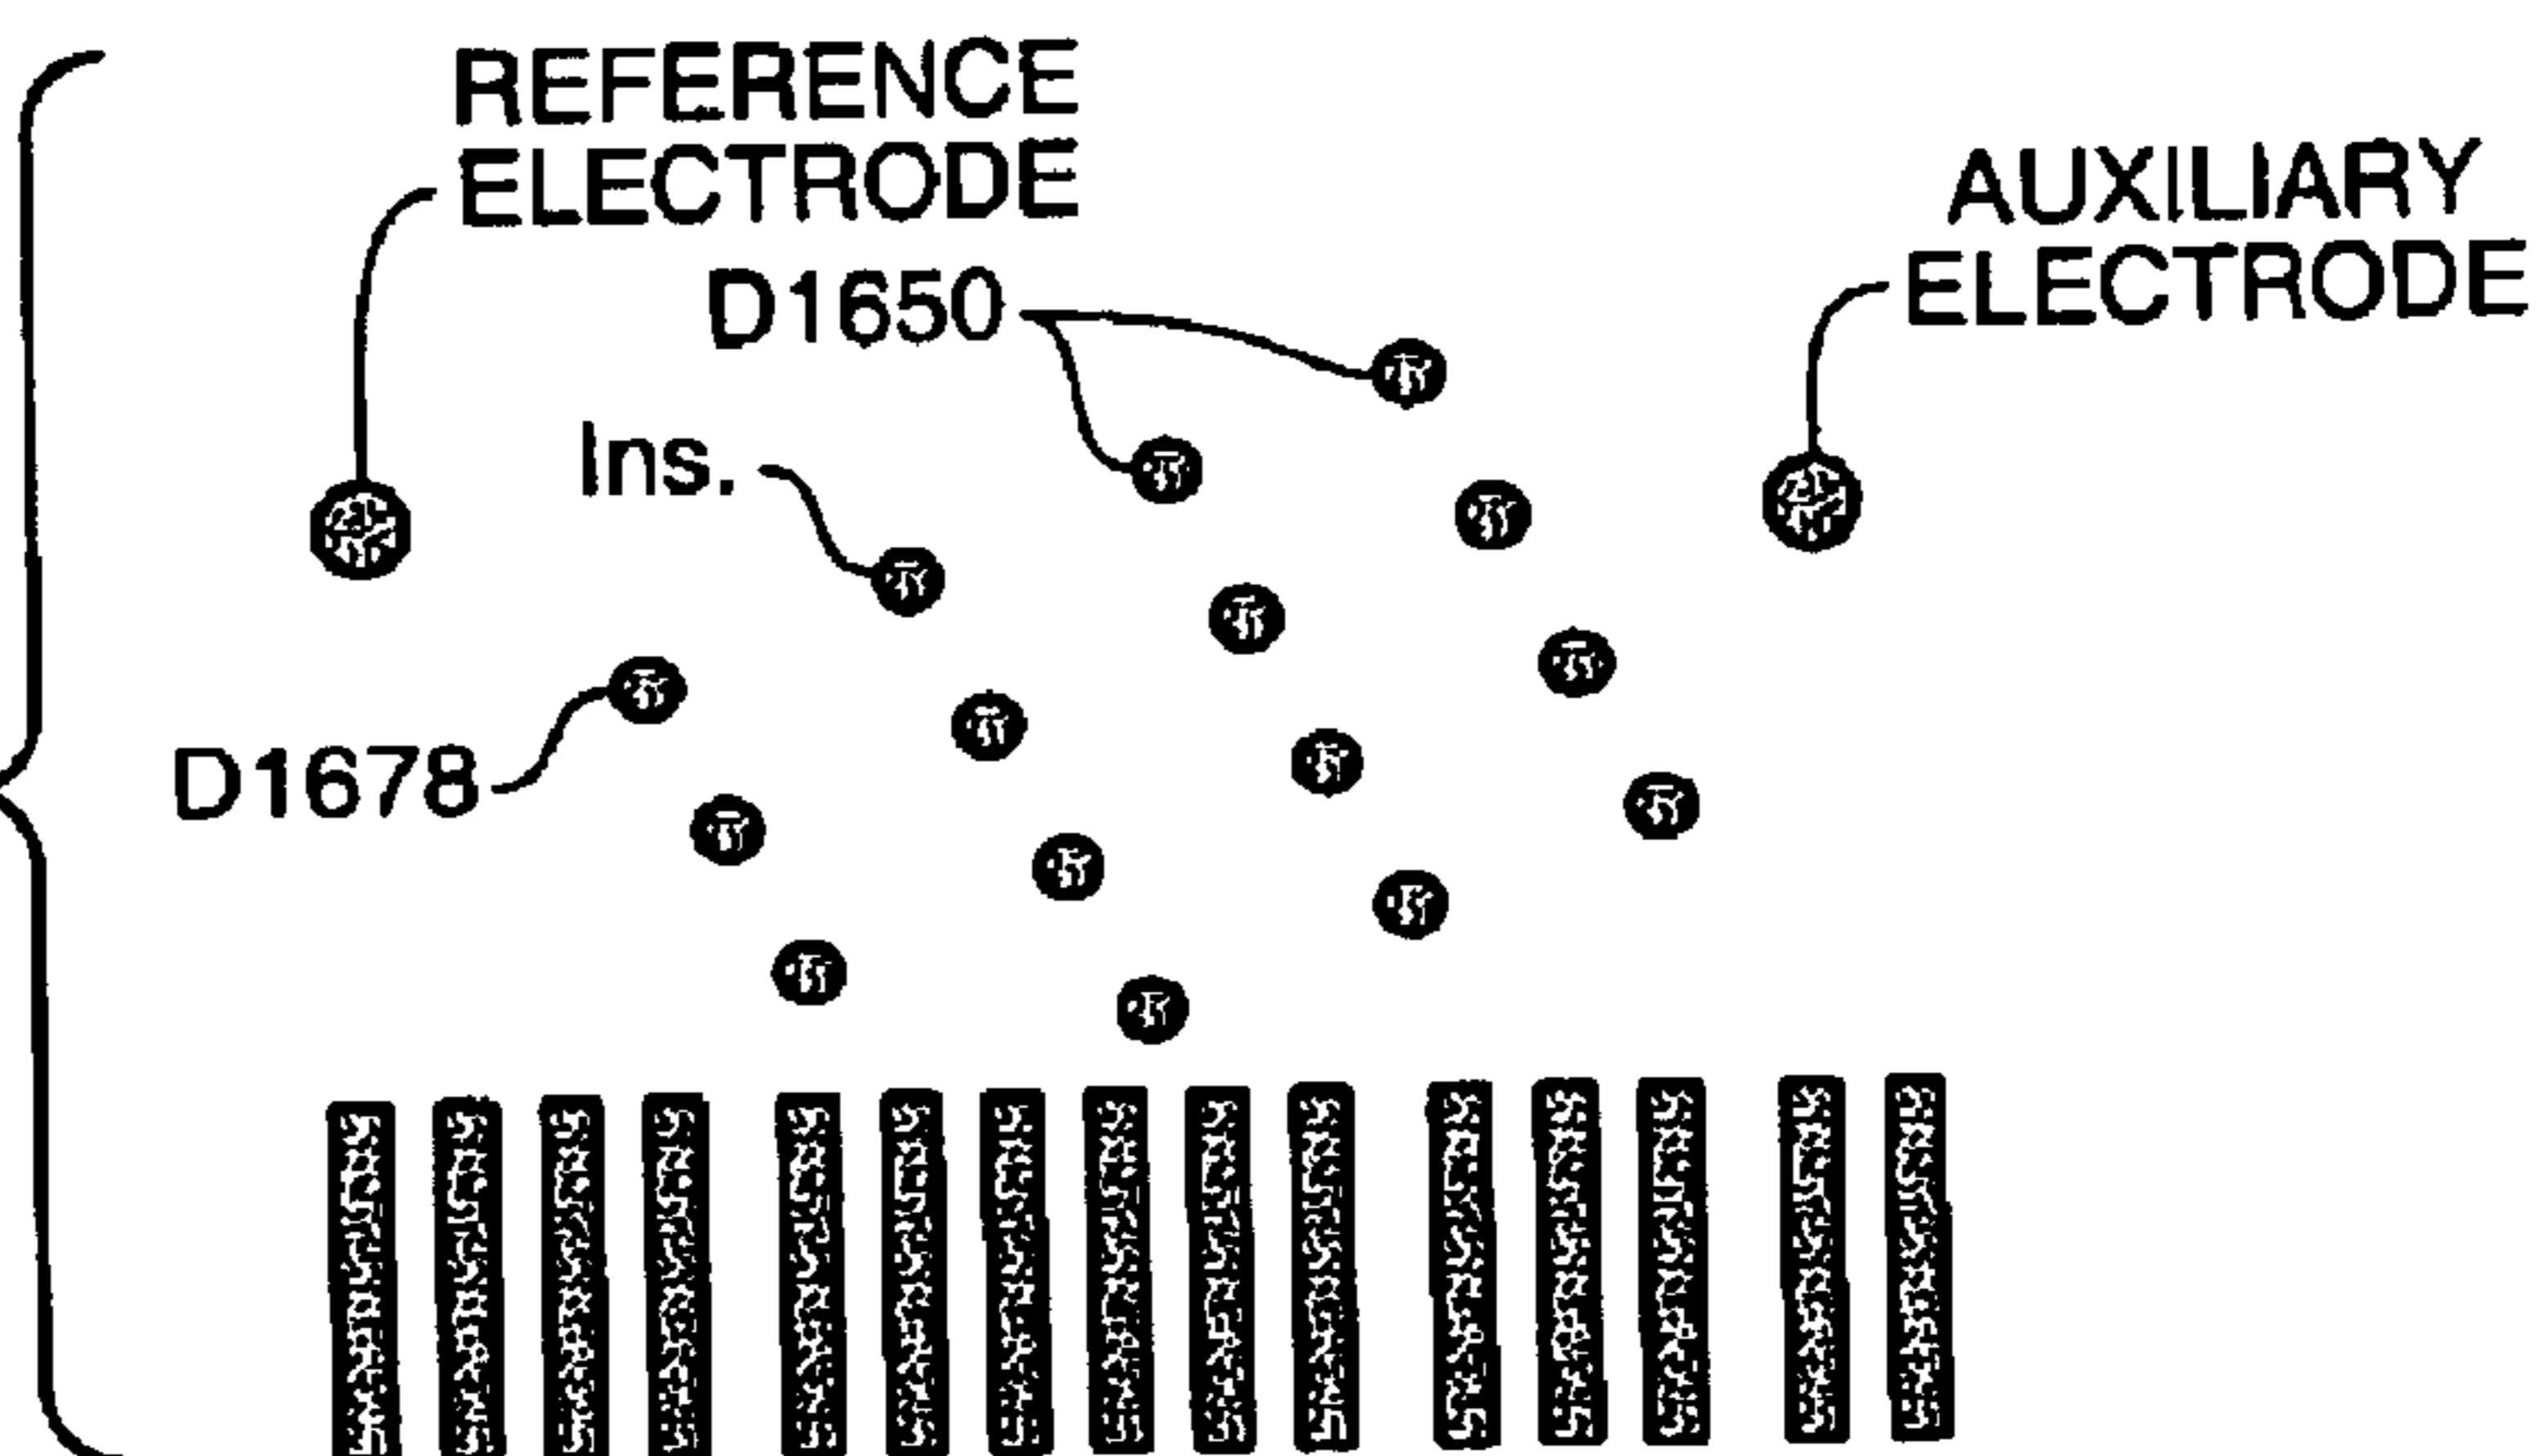 REFERENCE
ELECTRODE
AUXILIARY
ELECTRODE
D1650
Ins.
D1678